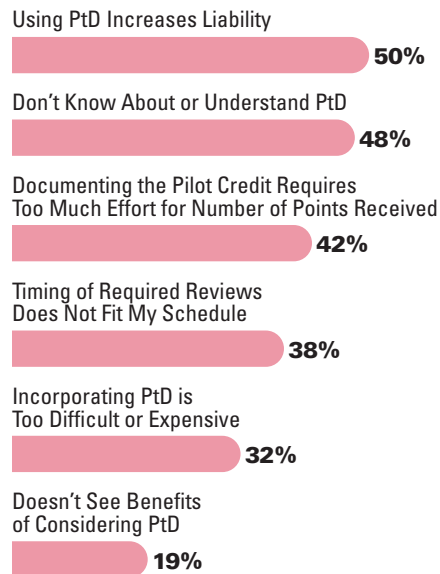 Using PtD Increases Liability
50%
Don't Know About or Understand PtD
48%
Documenting the Pilot Credit Requires
Too Much Effort for Number of Points Received
42%
Timing of Required Reviews
Does Not Fit My Schedule
38%
Incorporating PtD is
Too Difficult or Expensive
32%
Doesn't See Benefits
of Considering PtD
19%